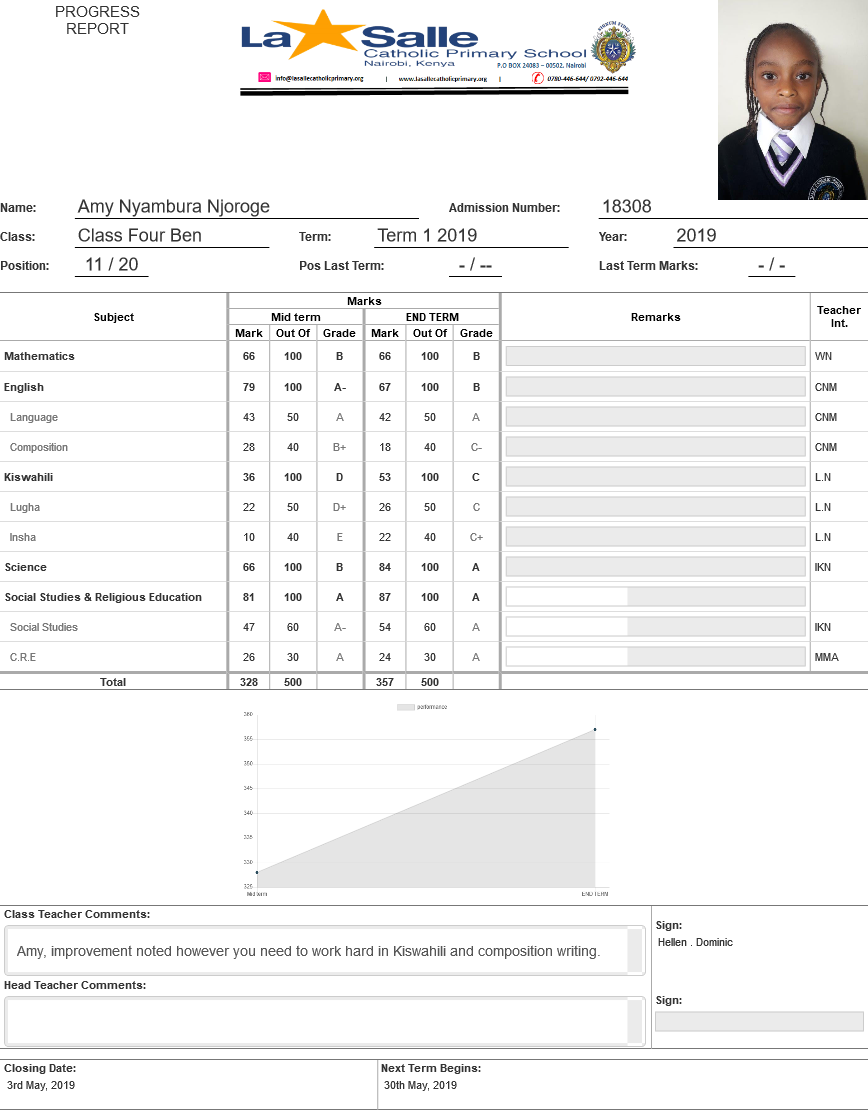 PROGRESS
REPORT
La Salle
Catholic Primary School
Nairobi, Kenya
P.O BOX 24083 – 00502, Nairobi
info@lasallecatholicprimary.org | www.lasallecatholicprimary.org | 0780-446-644/ 0792-446-644
Name: Amy Nyambura Njoroge Admission Number: 18308
Class: Class Four Ben Term: Term 1 2019 Year: 2019
Position: 11 / 20 Pos Last Term: - / -- Last Term Marks: - / -
Subject Marks Remarks Teacher Int.
Mid term END TERM
Mark Out Of Grade Mark Out Of Grade
Mathematics 66 100 B 66 100 B WN
English 79 100 A- 67 100 B CNM
Language 43 50 A 42 50 A CNM
Composition 28 40 B+ 18 40 C- CNM
Kiswahili 36 100 D 53 100 C L.N
Lugha 22 50 D+ 26 50 C L.N
Insha 10 40 E 22 40 C+ L.N
Science 66 100 B 84 100 A IKN
Social Studies & Religious Education 81 100 A 87 100 A
Social Studies 47 60 A- 54 60 A IKN
C.R.E 26 30 A 24 30 A MMA
Total 328 500 357 500
performance
360
355
350
345
340
335
330
325
Mid term END TERM
Class Teacher Comments:
Amy, improvement noted however you need to work hard in Kiswahili and composition writing.
Sign:
Hellen . Dominic
Head Teacher Comments:
Sign:
Closing Date: Next Term Begins:
3rd May, 2019 30th May, 2019